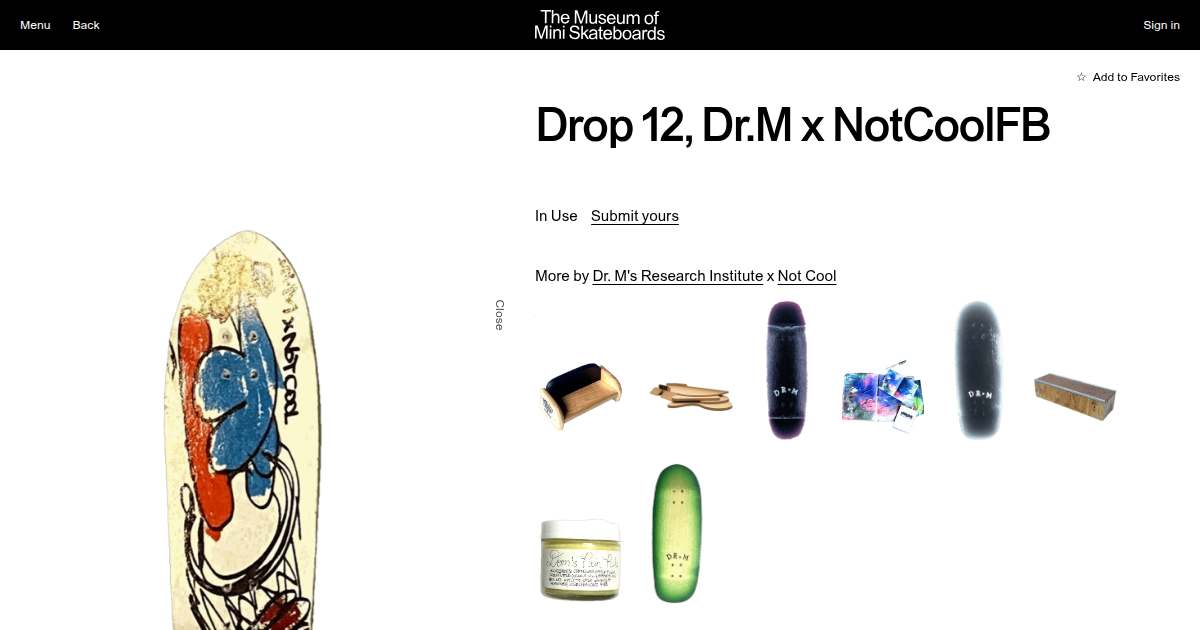 Menu
Back
The Museum of
Mini Skateboards
Sign in
☆ Add to Favorites
Drop 12, Dr.M x NotCoolFB
In Use
Submit yours
More by Dr. M's Research Institute x Not Cool
Close
x NOTCOOL
DR•M
DR•M
DR•M